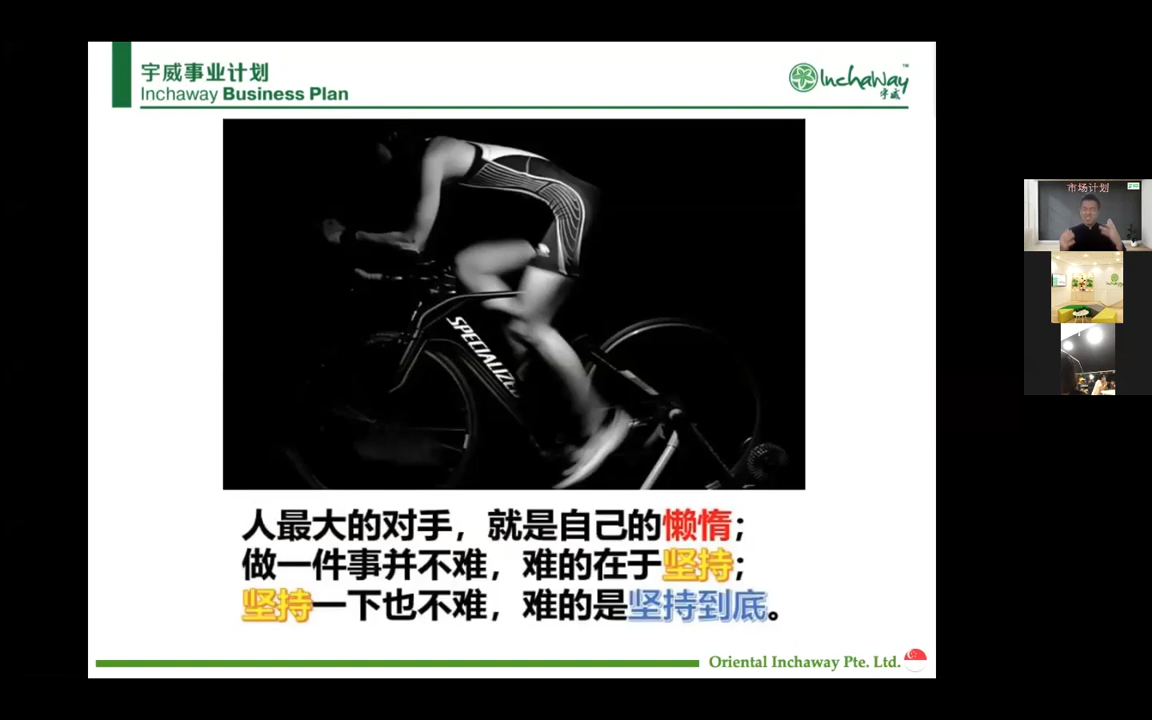 宇威事业计划
Inchaway Business Plan
Inchaway™
宇威
SPECIALIZED
人最大的对手，就是自己的懒惰；
做一件事并不难，难的在于坚持；
坚持一下也不难，难的是坚持到底。
Oriental Inchaway Pte. Ltd.
市场计划